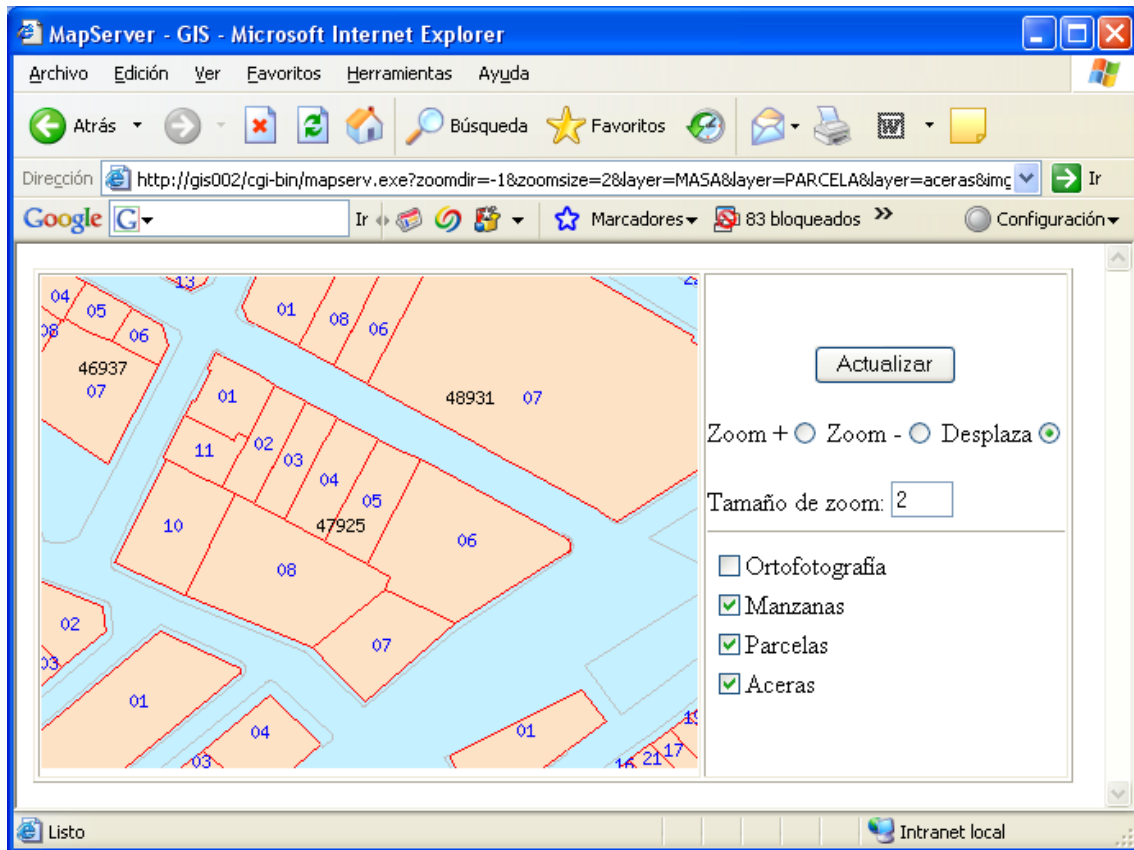 MapServer - GIS - Microsoft Internet Explorer
Archivo Edición Ver Favoritos Herramientas Ayuda
Atrás Búsqueda Favoritos W
Dirección http://gis002/cgi-bin/mapserv.exe?zoomdir=-1&zoomsize=2&layer=MASA&layer=PARCELA&layer=aceras&img Ir
Google G Ir Marcadores 83 bloqueados » Configuración
13
04 05 01 08 06
08 06
46937
07 01 48931 07
11 02 03 04 05
10 47925 06
08
02 07
03
01 04 01
03 16 21 17
Actualizar
Zoom + Zoom - Desplaza
Tamaño de zoom: 2
Ortofotografía
Manzanas
Parcelas
Aceras
Listo Intranet local